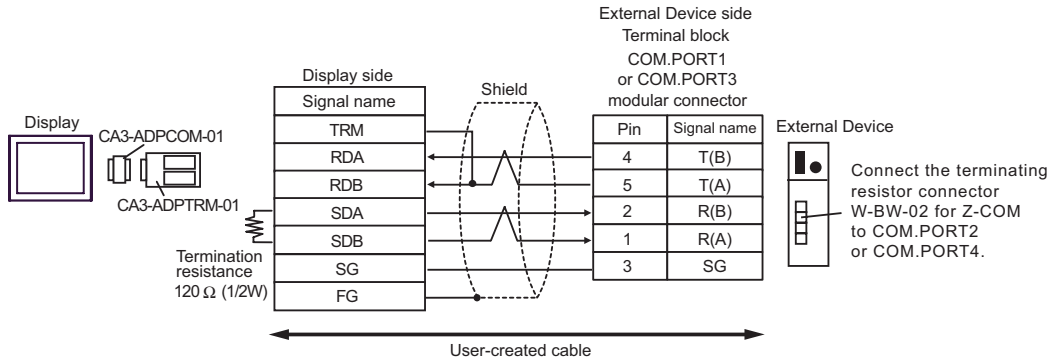 External Device side
Terminal block
COM.PORT1
or COM.PORT3
modular connector
Display side
Shield
Signal name
Pin Signal name
Display
CA3-ADPCOM-01
CA3-ADPTRM-01
External Device
TRM
RDA 4 T(B)
RDB 5 T(A)
SDA 2 R(B)
SDB 1 R(A)
SG 3 SG
FG
Termination
resistance
120 Ω (1/2W)
Connect the terminating
resistor connector
W-BW-02 for Z-COM
to COM.PORT2
or COM.PORT4.
User-created cable